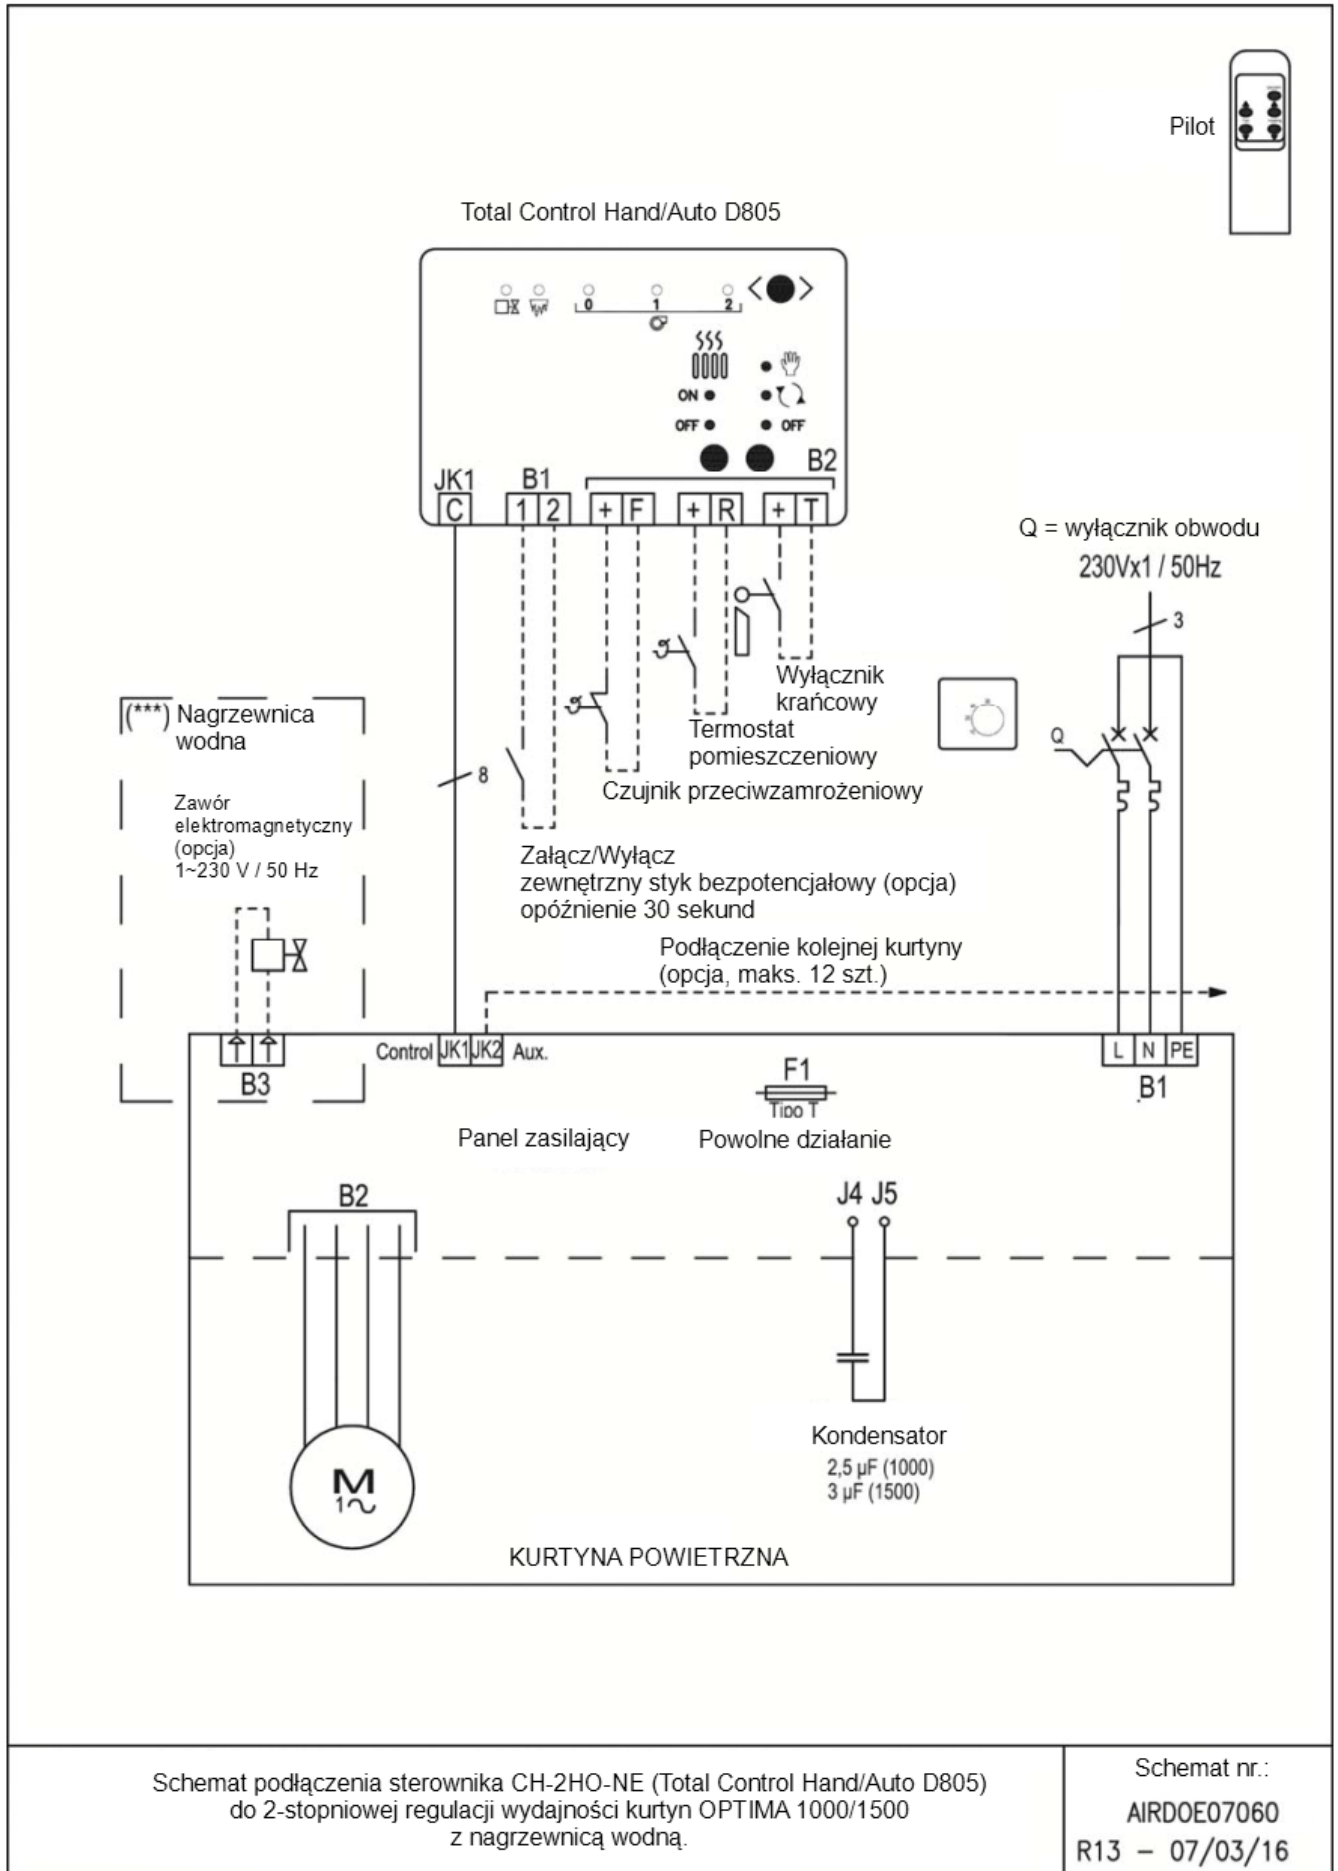 Pilot
Total Control Hand/Auto D805
0 1 2
ON
OFF OFF
B2
JK1 B1
C 1 2 + F + R + T
Q = wyłącznik obwodu
230Vx1 / 50Hz
3
Wyłącznik
krańcowy
(***) Nagrzewnica
wodna
Termostat
pomieszczeniowy
Q
8
Czujnik przeciwzamrożeniowy
Zawór
elektromagnetyczny
(opcja)
1~230 V / 50 Hz
Załącz/Wyłącz
zewnętrzny styk bezpotencjałowy (opcja)
opóźnienie 30 sekund
Podłączenie kolejnej kurtyny
(opcja, maks. 12 szt.)
Control JK1 JK2 Aux.
L N PE
B3
F1
B1
Tipo T
Panel zasilający
Powolne działanie
B2
J4 J5
Kondensator
2,5 µF (1000)
3 µF (1500)
M
1~
KURTYNA POWIETRZNA
Schemat podłączenia sterownika CH-2HO-NE (Total Control Hand/Auto D805)
do 2-stopniowej regulacji wydajności kurtyn OPTIMA 1000/1500
z nagrzewnicą wodną.
Schemat nr.:
AIRDOE07060
R13 – 07/03/16